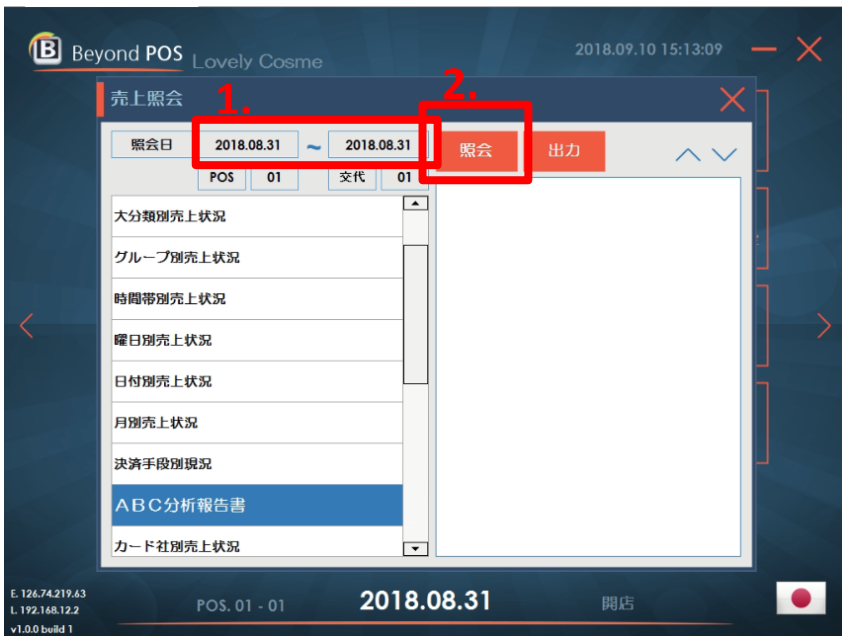 B Beyond POS Lovely Cosme 2018.09.10 15:13:09
売上照会 1. 2.
照会日 2018.08.31 ~ 2018.08.31 照会 出力
POS 01 交代 01
大分類別売上状況
グループ別売上状況
時間帯別売上状況
曜日別売上状況
日付別売上状況
月別売上状況
決済手段別現況
ABC分析報告書
カード社別売上状況
E. 126.74.219.63
L. 192.168.12.2
v1.0.0 build 1
POS. 01 - 01 2018.08.31 開店